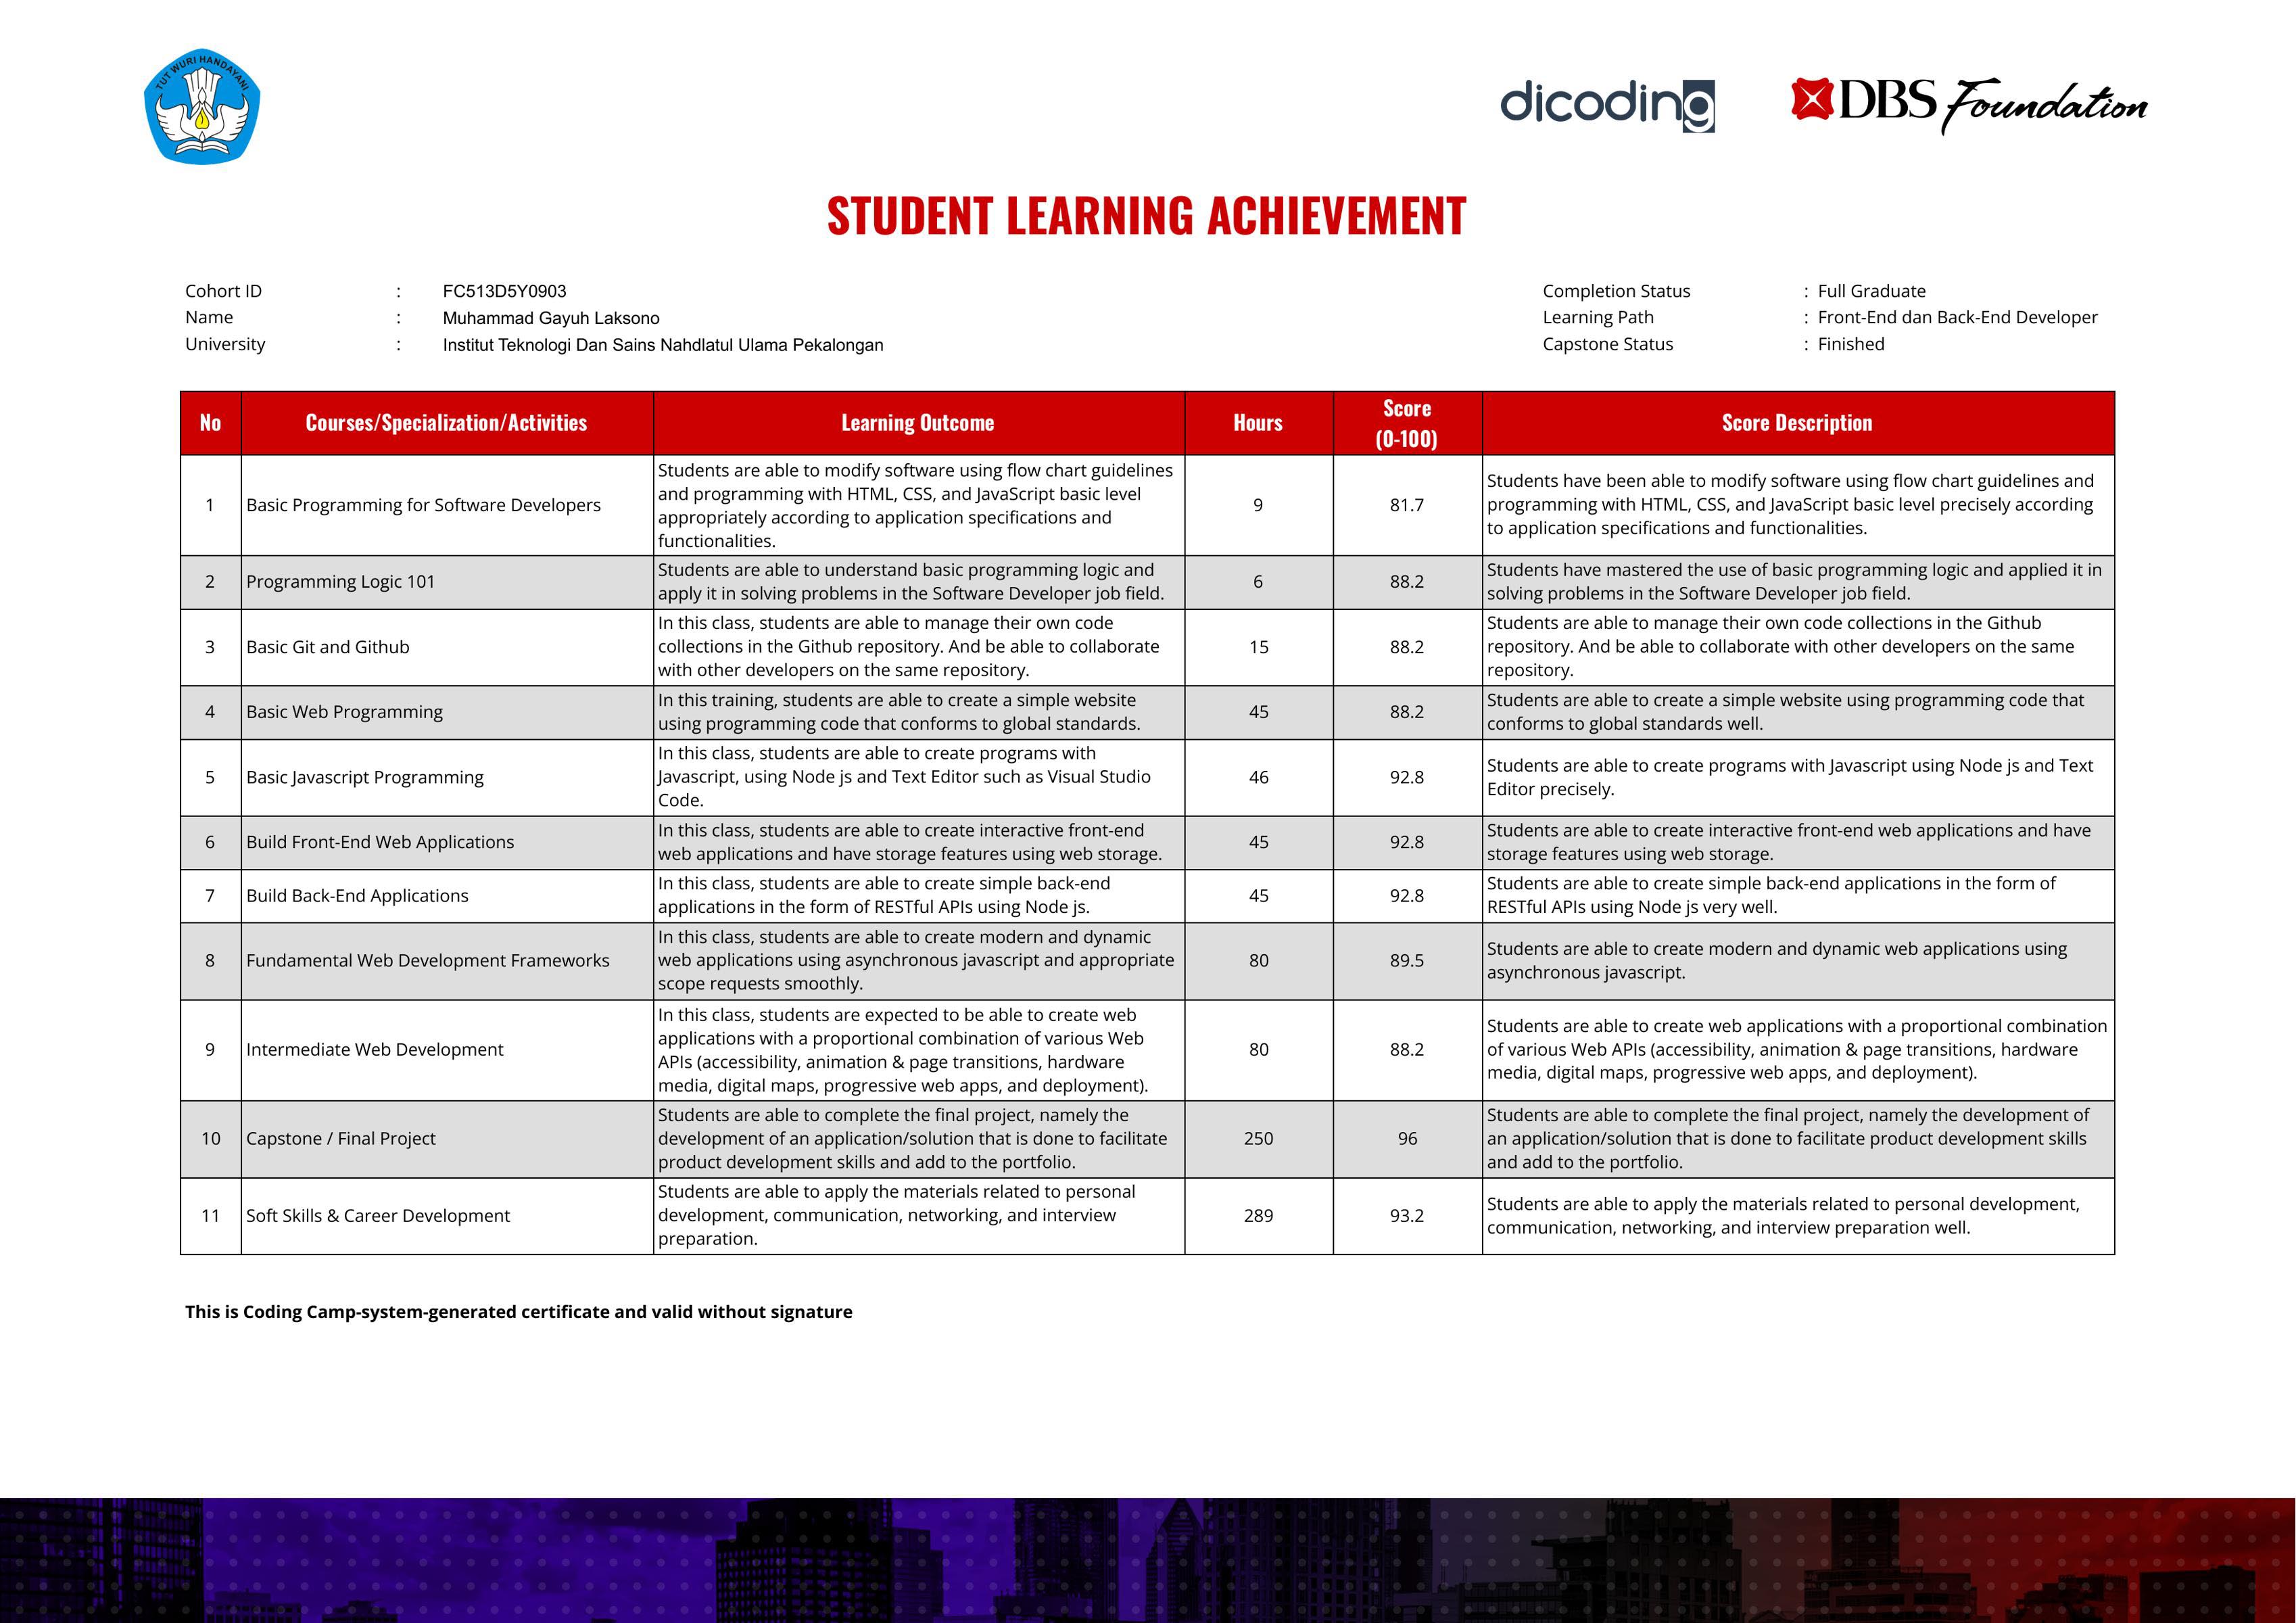 TUT WURI HANDAYANI
dicoding
DBS Foundation
STUDENT LEARNING ACHIEVEMENT
Cohort ID : FC513D5Y0903
Name : Muhammad Gayuh Laksono
University : Institut Teknologi Dan Sains Nahdlatul Ulama Pekalongan
Completion Status : Full Graduate
Learning Path : Front-End dan Back-End Developer
Capstone Status : Finished
No
Courses/Specialization/Activities
Learning Outcome
Hours
Score
(0-100)
Score Description
1
Basic Programming for Software Developers
Students are able to modify software using flow chart guidelines
and programming with HTML, CSS, and JavaScript basic level
appropriately according to application specifications and
functionalities.
9
81.7
Students have been able to modify software using flow chart guidelines and
programming with HTML, CSS, and JavaScript basic level precisely according
to application specifications and functionalities.
2
Programming Logic 101
Students are able to understand basic programming logic and
apply it in solving problems in the Software Developer job field.
6
88.2
Students have mastered the use of basic programming logic and applied it in
solving problems in the Software Developer job field.
3
Basic Git and Github
In this class, students are able to manage their own code
collections in the Github repository. And be able to collaborate
with other developers on the same repository.
15
88.2
Students are able to manage their own code collections in the Github
repository. And be able to collaborate with other developers on the same
repository.
4
Basic Web Programming
In this training, students are able to create a simple website
using programming code that conforms to global standards.
45
88.2
Students are able to create a simple website using programming code that
conforms to global standards well.
5
Basic Javascript Programming
In this class, students are able to create programs with
Javascript, using Node js and Text Editor such as Visual Studio
Code.
46
92.8
Students are able to create programs with Javascript using Node js and Text
Editor precisely.
6
Build Front-End Web Applications
In this class, students are able to create interactive front-end
web applications and have storage features using web storage.
45
92.8
Students are able to create interactive front-end web applications and have
storage features using web storage.
7
Build Back-End Applications
In this class, students are able to create simple back-end
applications in the form of RESTful APIs using Node js.
45
92.8
Students are able to create simple back-end applications in the form of
RESTful APIs using Node js very well.
8
Fundamental Web Development Frameworks
In this class, students are able to create modern and dynamic
web applications using asynchronous javascript and appropriate
scope requests smoothly.
80
89.5
Students are able to create modern and dynamic web applications using
asynchronous javascript.
9
Intermediate Web Development
In this class, students are expected to be able to create web
applications with a proportional combination of various Web
APIs (accessibility, animation & page transitions, hardware
media, digital maps, progressive web apps, and deployment).
80
88.2
Students are able to create web applications with a proportional combination
of various Web APIs (accessibility, animation & page transitions, hardware
media, digital maps, progressive web apps, and deployment).
10
Capstone / Final Project
Students are able to complete the final project, namely the
development of an application/solution that is done to facilitate
product development skills and add to the portfolio.
250
96
Students are able to complete the final project, namely the development of
an application/solution that is done to facilitate product development skills
and add to the portfolio.
11
Soft Skills & Career Development
Students are able to apply the materials related to personal
development, communication, networking, and interview
preparation.
289
93.2
Students are able to apply the materials related to personal development,
communication, networking, and interview preparation well.
This is Coding Camp-system-generated certificate and valid without signature